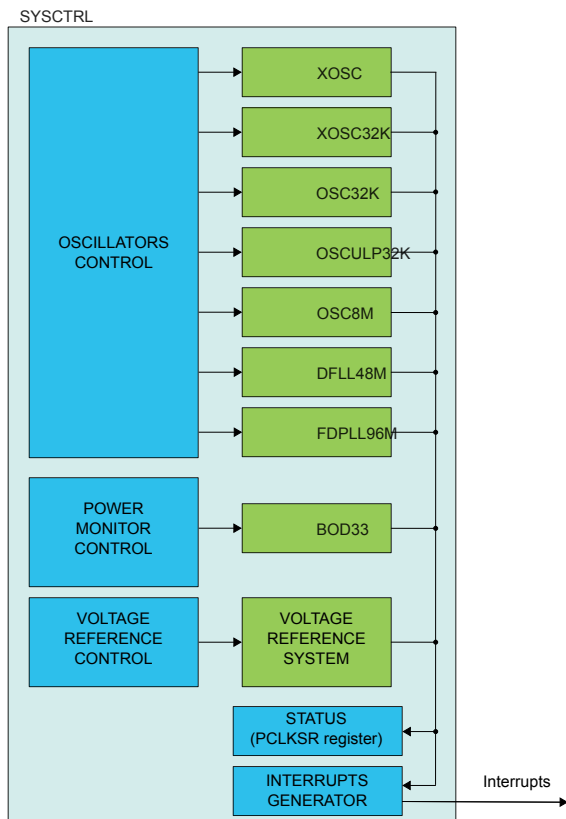 SYSCTRL
OSCILLATORS
CONTROL
XOSC
XOSC32K
OSC32K
OSCULP32K
OSC8M
DFLL48M
FDPLL96M
POWER
MONITOR
CONTROL
BOD33
VOLTAGE
REFERENCE
CONTROL
VOLTAGE
REFERENCE
SYSTEM
STATUS
(PCLKSR register)
INTERRUPTS
GENERATOR
Interrupts